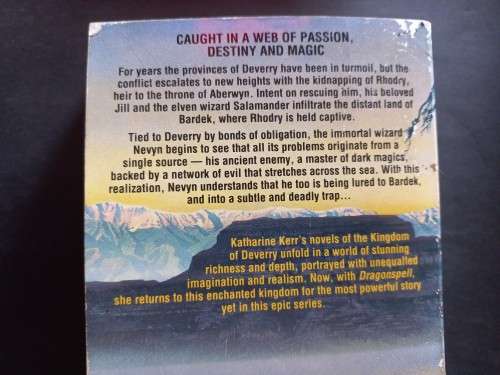 CAUGHT IN A WEB OF PASSION,
DESTINY AND MAGIC
For years the provinces of Deverry have been in turmoil, but the
conflict escalates to new heights with the kidnapping of Rhodry,
heir to the throne of Aberwyn. Intent on rescuing him, his beloved
Jill and the elven wizard Salamander infiltrate the distant land of
Bardek, where Rhodry is held captive.
Tied to Deverry by bonds of obligation, the immortal wizard
Nevyn begins to see that all its problems originate from a
single source — his ancient enemy, a master of dark magics,
backed by a network of evil that stretches across the sea. With this
realization, Nevyn understands that he too is being lured to Bardek,
and into a subtle and deadly trap...
Katharine Kerr's novels of the Kingdom
of Deverry unfold in a world of stunning
richness and depth, portrayed with unequalled
imagination and realism. Now, with Dragonspell,
she returns to this enchanted kingdom for the most powerful story
yet in this epic series.